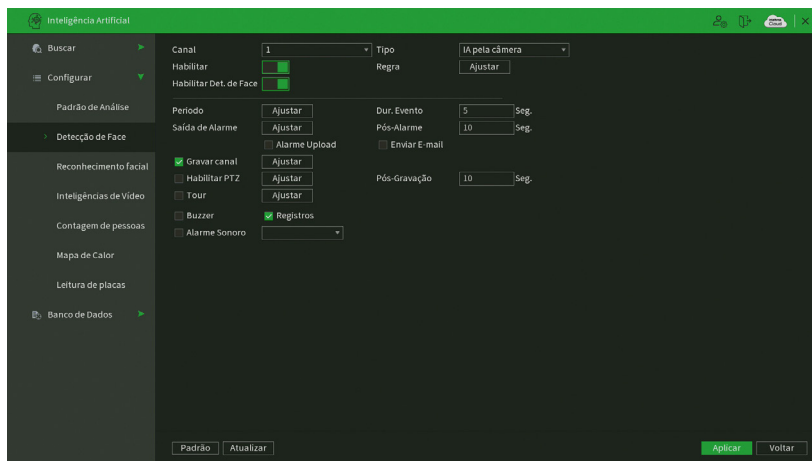 Inteligência Artificial
Cloud
Buscar
Configurar
Padrão de Análise
Detecção de Face
Reconhecimento facial
Inteligências de Vídeo
Contagem de pessoas
Mapa de Calor
Leitura de placas
Banco de Dados
Canal 1 Tipo IA pela câmera
Habilitar Regra Ajustar
Habilitar Det. de Face
Periodo Ajustar Dur. Evento 5 Seg.
Saída de Alarme Ajustar Pós-Alarme 10 Seg.
Alarme Upload Enviar E-mail
Gravar canal Ajustar
Habilitar PTZ Ajustar Pós-Gravação 10 Seg.
Tour Ajustar
Buzzer Registros
Alarme Sonoro
Padrão Atualizar Aplicar Voltar